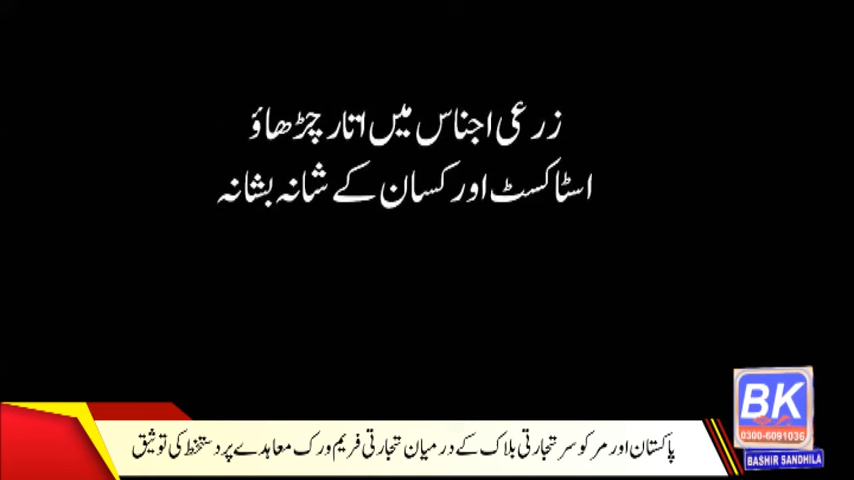 زرعی اجناس میں اتار چڑھاؤ
اسٹاکسٹ اور کسان کے شانہ بشانہ
پاکستان اور مرکوسر تجارتی بلاک کے درمیان تجارتی فریم ورک معاہدے پر دستخط کی توثیق
BK
0300-6091036
BASHIR SANDHILA